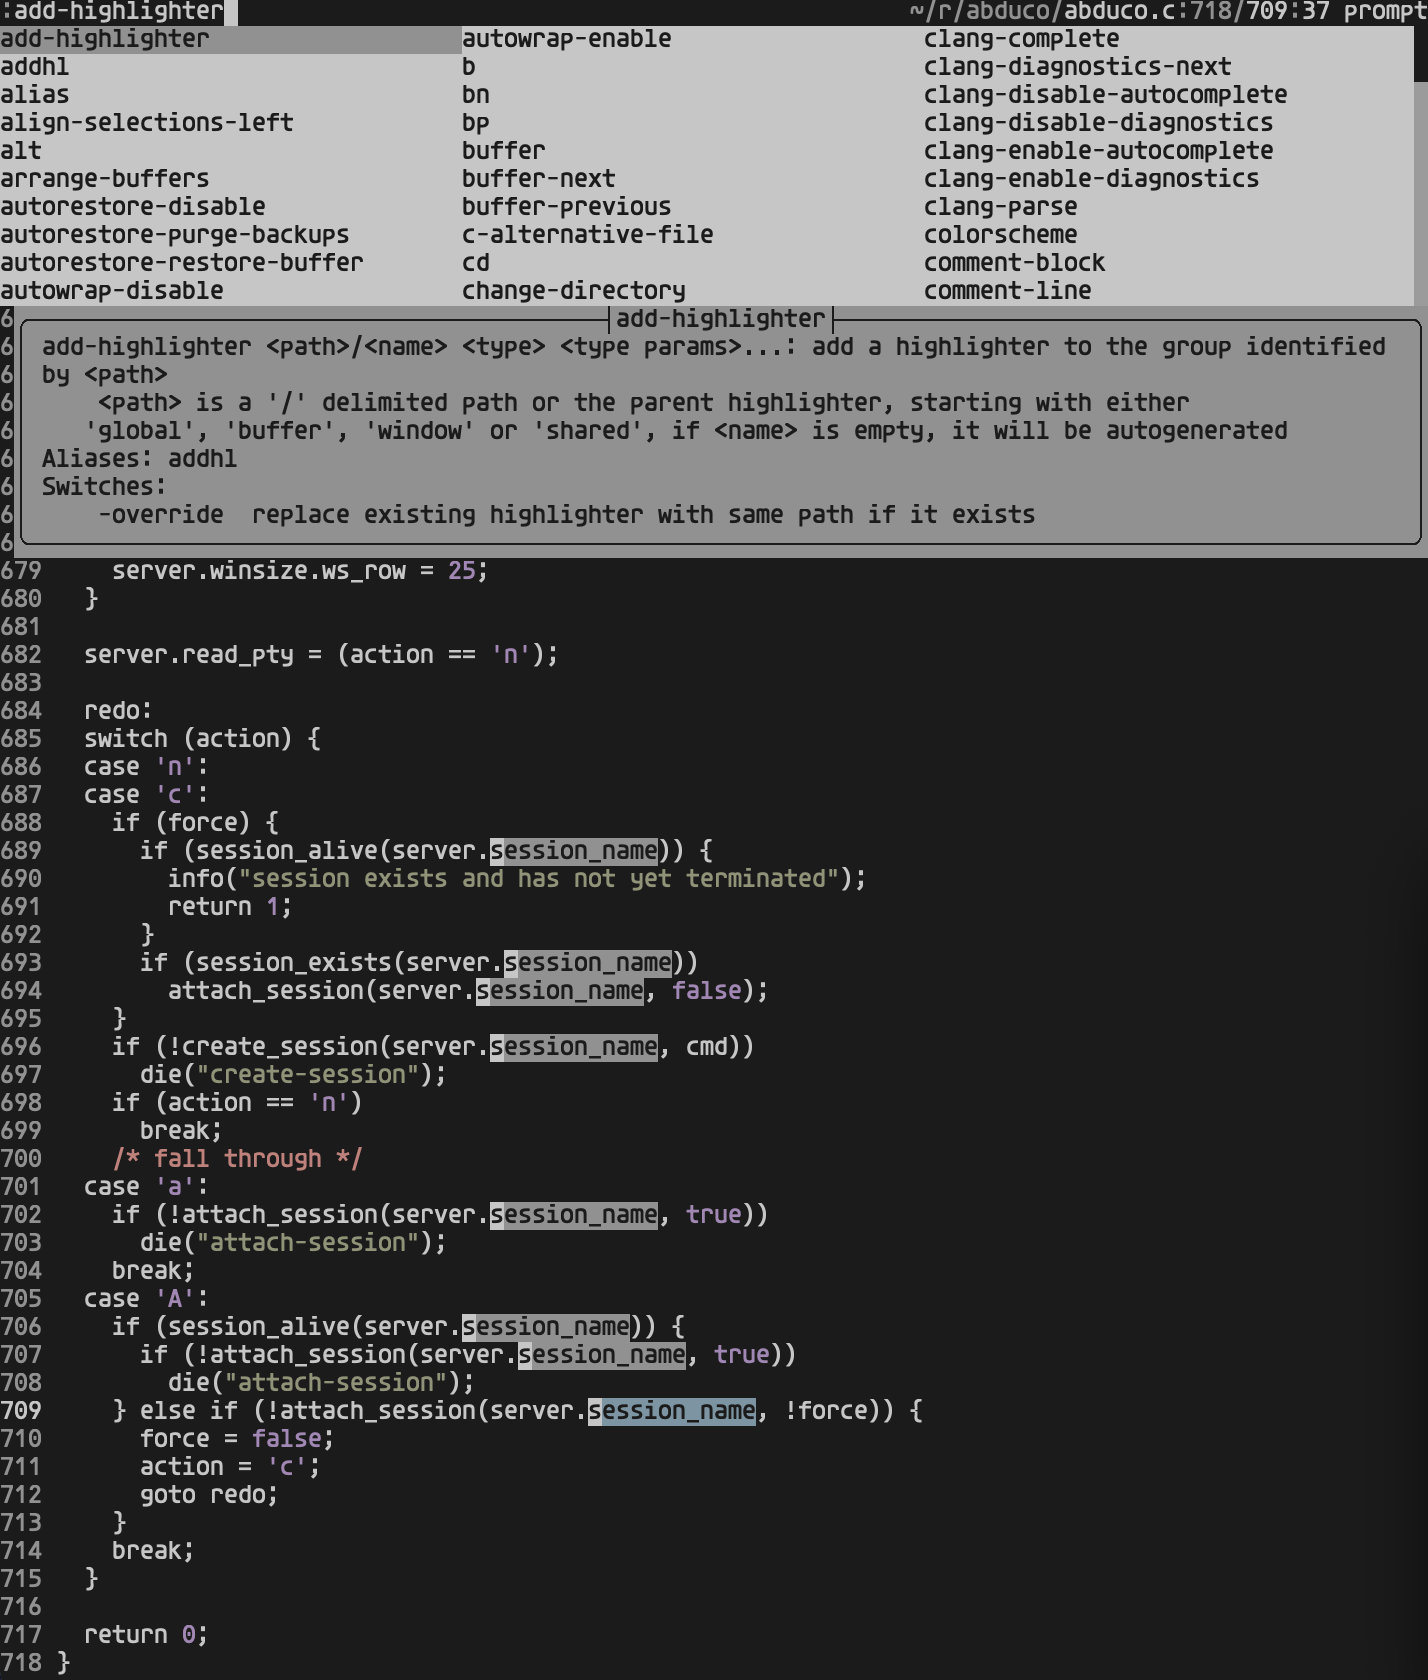 :add-highlighter ~/r/abduco/abduco.c:718/709:37 prompt
add-highlighter autowrap-enable clang-complete
addhl b clang-diagnostics-next
alias bn clang-disable-autocomplete
align-selections-left bp clang-disable-diagnostics
alt buffer clang-enable-autocomplete
arrange-buffers buffer-next clang-enable-diagnostics
autorestore-disable buffer-previous clang-parse
autorestore-purge-backups c-alternative-file colorscheme
autorestore-restore-buffer cd comment-block
autowrap-disable change-directory comment-line
6 add-highlighter
6 add-highlighter <path>/<name> <type> <type params>...: add a highlighter to the group identified
6 by <path>
6     <path> is a '/' delimited path or the parent highlighter, starting with either
6    'global', 'buffer', 'window' or 'shared', if <name> is empty, it will be autogenerated
6 Aliases: addhl
6 Switches:
6     -override  replace existing highlighter with same path if it exists
6
679     server.winsize.ws_row = 25;
680   }
681
682   server.read_pty = (action == 'n');
683
684   redo:
685   switch (action) {
686   case 'n':
687   case 'c':
688     if (force) {
689       if (session_alive(server.session_name)) {
690         info("session exists and has not yet terminated");
691         return 1;
692       }
693       if (session_exists(server.session_name))
694         attach_session(server.session_name, false);
695     }
696     if (!create_session(server.session_name, cmd))
697       die("create-session");
698     if (action == 'n')
699       break;
700     /* fall through */
701   case 'a':
702     if (!attach_session(server.session_name, true))
703       die("attach-session");
704     break;
705   case 'A':
706     if (session_alive(server.session_name)) {
707       if (!attach_session(server.session_name, true))
708         die("attach-session");
709     } else if (!attach_session(server.session_name, !force)) {
710       force = false;
711       action = 'c';
712       goto redo;
713     }
714     break;
715   }
716
717   return 0;
718 }